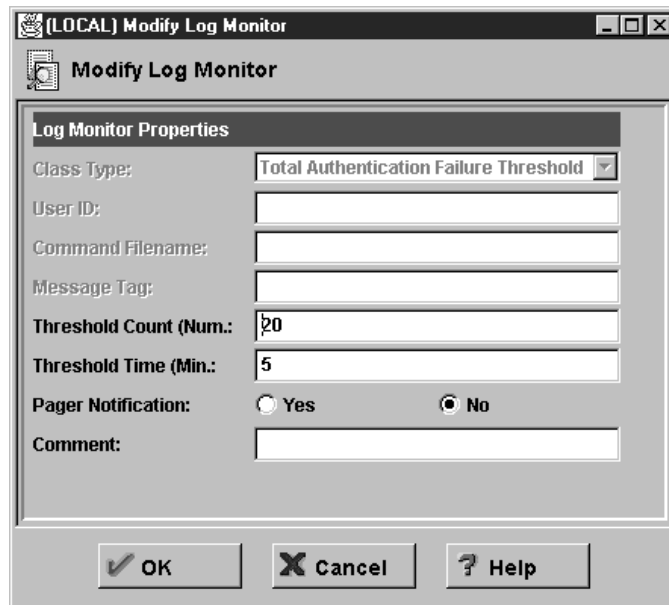 (LOCAL) Modify Log Monitor
Modify Log Monitor
Log Monitor Properties
Class Type: Total Authentication Failure Threshold
User ID:
Command Filename:
Message Tag:
Threshold Count (Num.: 20
Threshold Time (Min.: 5
Pager Notification: Yes No
Comment:
OK Cancel Help